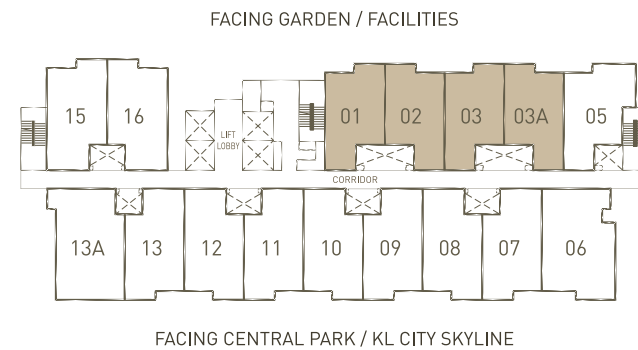 FACING GARDEN / FACILITIES
15 16 LIFT LOBBY 01 02 03 03A 05
CORRIDOR
13A 13 12 11 10 09 08 07 06
FACING CENTRAL PARK / KL CITY SKYLINE